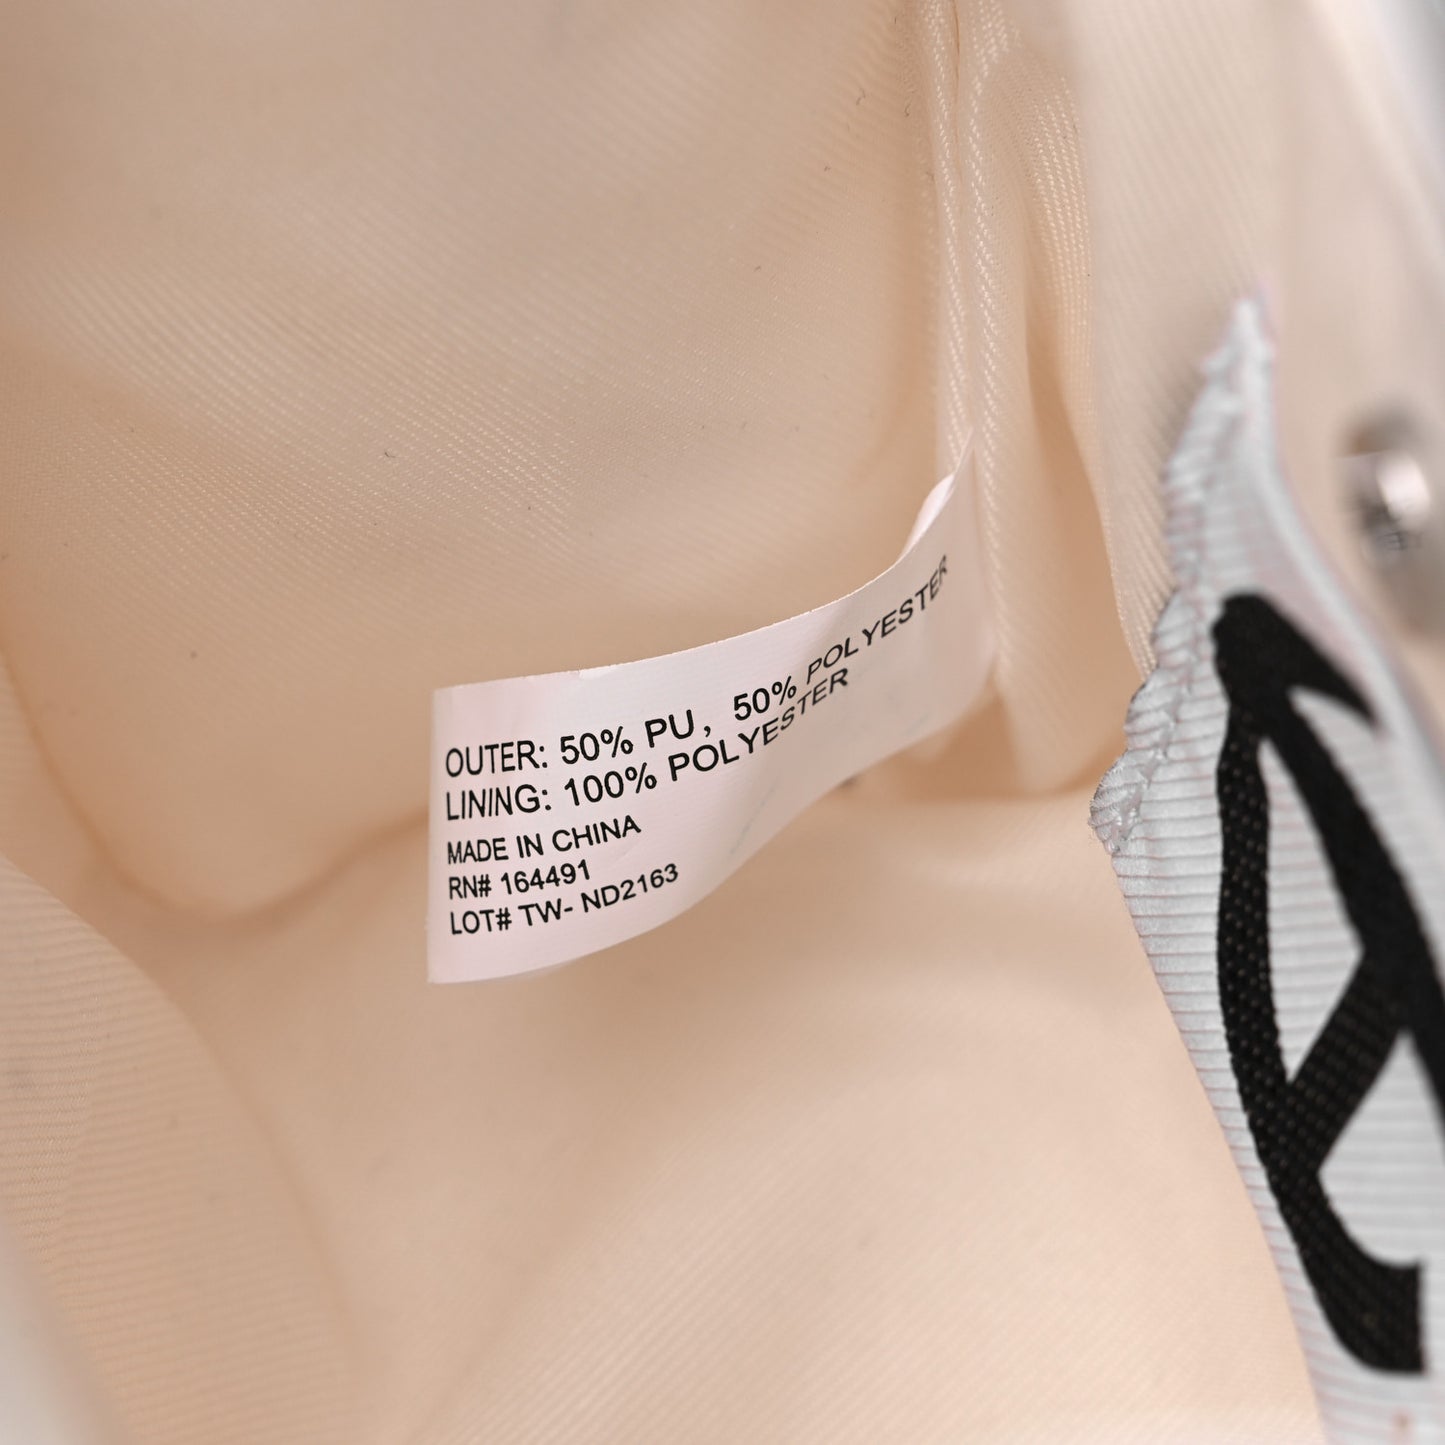 OUTER: 50% PU, 50% POLYESTER
LINING: 100% POLYESTER
MADE IN CHINA
RN# 164491
LOT# TW- ND2163